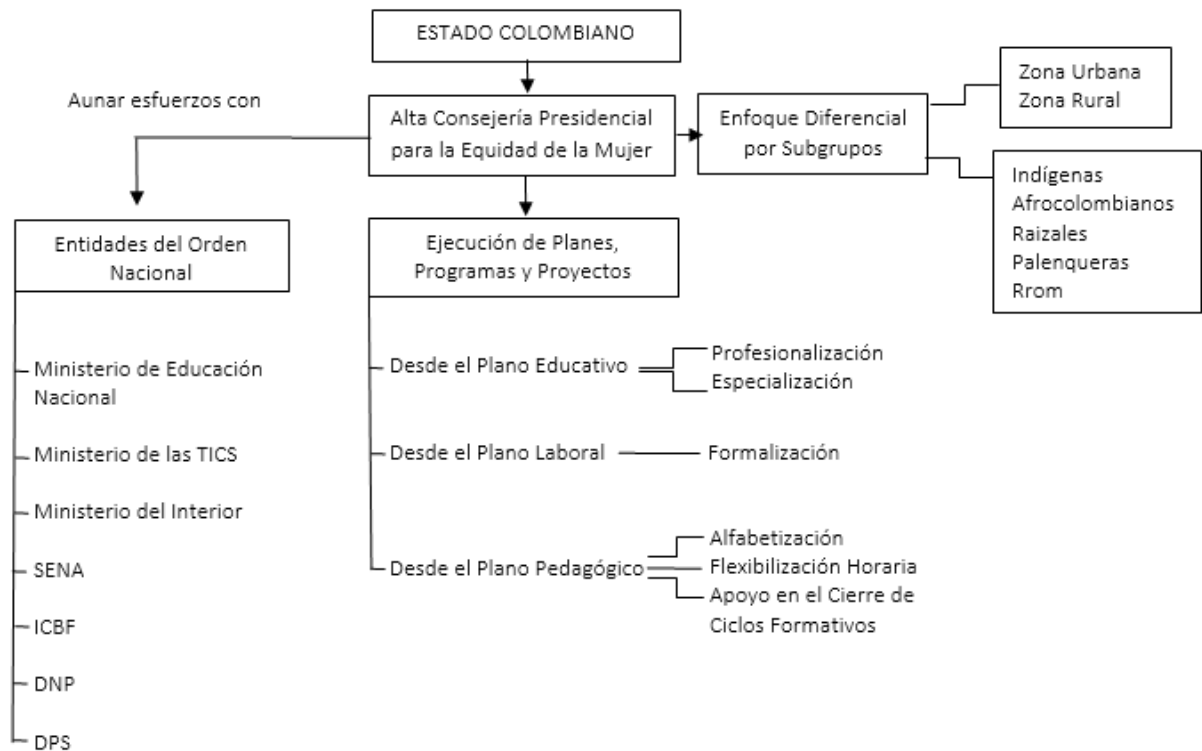 ESTADO COLOMBIANO
Aunar esfuerzos con
Alta Consejería Presidencial
para la Equidad de la Mujer
Enfoque Diferencial
por Subgrupos
Zona Urbana
Zona Rural
Indígenas
Afrocolombianos
Raizales
Palenqueras
Rrom
Entidades del Orden
Nacional
Ministerio de Educación
Nacional
Ministerio de las TICS
Ministerio del Interior
SENA
ICBF
DNP
DPS
Ejecución de Planes,
Programas y Proyectos
Desde el Plano Educativo
Profesionalización
Especialización
Desde el Plano Laboral
Formalización
Desde el Plano Pedagógico
Alfabetización
Flexibilización Horaria
Apoyo en el Cierre de
Ciclos Formativos